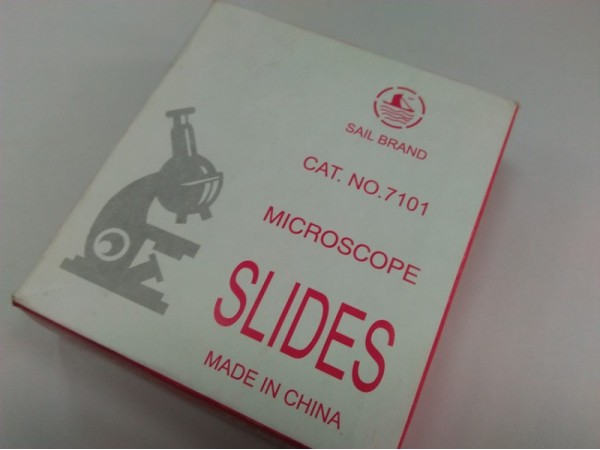 SAIL BRAND
CAT. NO.7101
MICROSCOPE
SLIDES
MADE IN CHINA